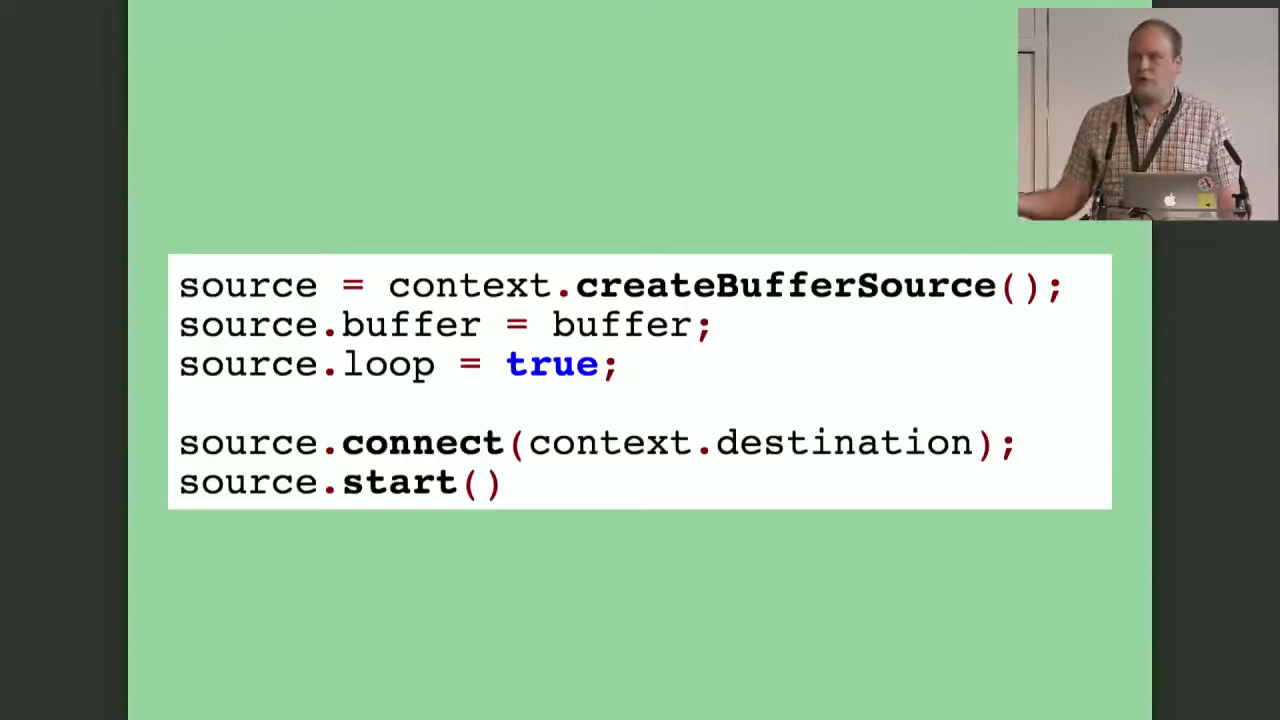 source = context.createBufferSource();
source.buffer = buffer;
source.loop = true;
source.connect(context.destination);
source.start()